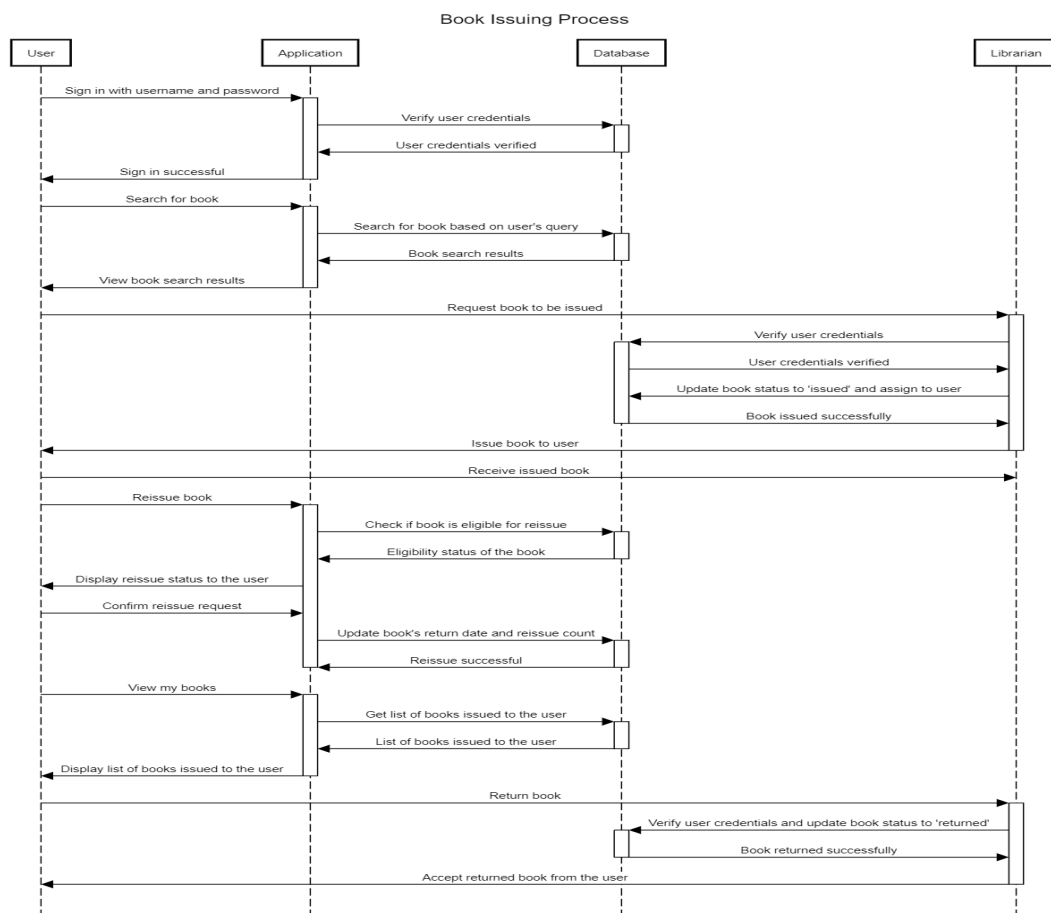 Book Issuing Process
User
Application
Database
Librarian
Sign in with username and password
Verify user credentials
User credentials verified
Sign in successful
Search for book
Search for book based on user's query
Book search results
View book search results
Request book to be issued
Verify user credentials
User credentials verified
Update book status to 'issued' and assign to user
Book issued successfully
Issue book to user
Receive issued book
Reissue book
Check if book is eligible for reissue
Eligibility status of the book
Display reissue status to the user
Confirm reissue request
Update book's return date and reissue count
Reissue successful
View my books
Get list of books issued to the user
List of books issued to the user
Display list of books issued to the user
Return book
Verify user credentials and update book status to 'returned'
Book returned successfully
Accept returned book from the user